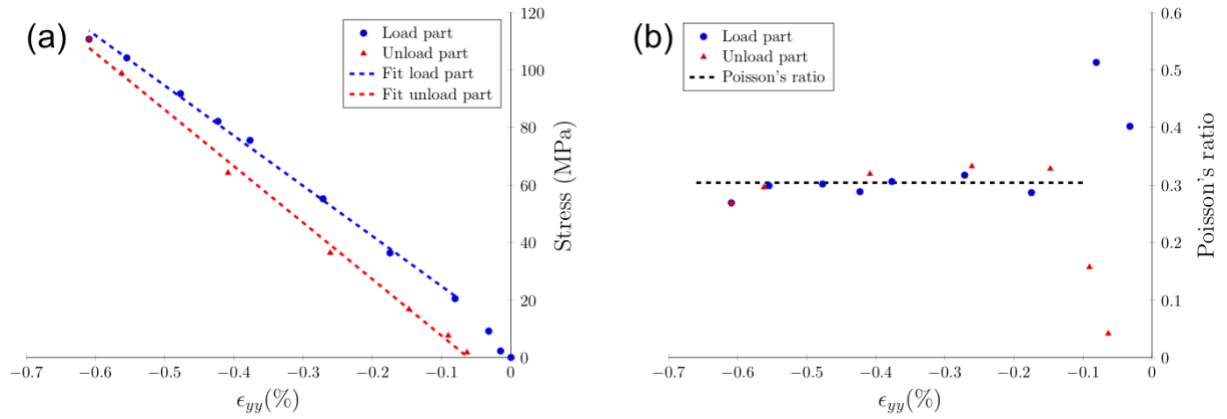 (a)
Load part
Unload part
Fit load part
Fit unload part
120
100
80
60
40
20
0
Stress (MPa)
−0.7 −0.6 −0.5 −0.4 −0.3 −0.2 −0.1 0
ϵyy(%)
(b)
Load part
Unload part
Poisson's ratio
0.6
0.5
0.4
0.3
0.2
0.1
0
Poisson's ratio
−0.7 −0.6 −0.5 −0.4 −0.3 −0.2 −0.1 0
ϵyy(%)